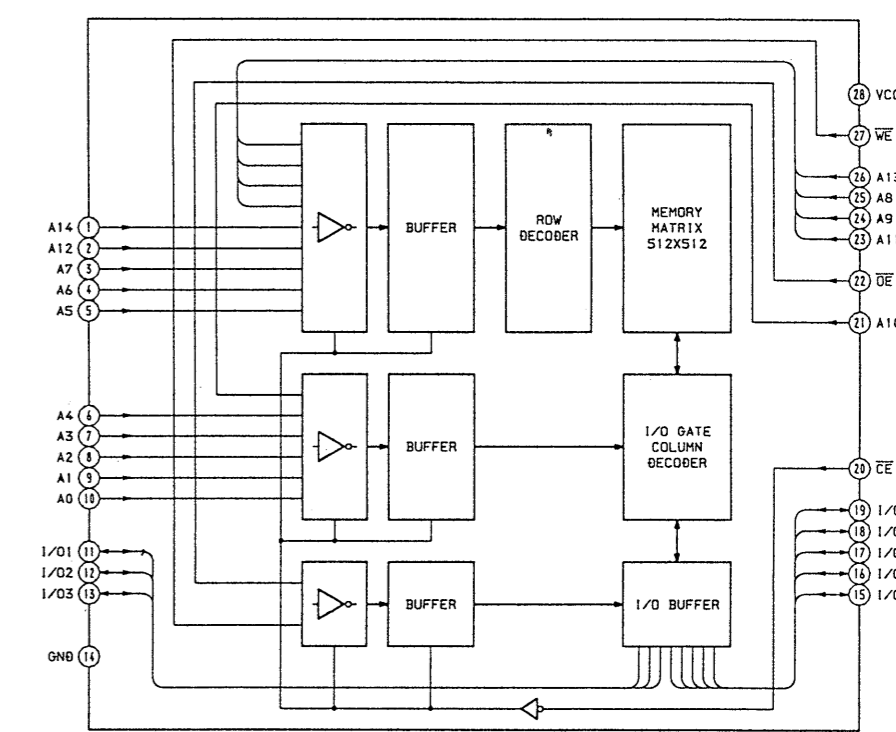 28 VCC
27 WE
26 A13
25 A8
24 A9
23 A11
22 OE
21 A10
A14 1
A12 2
A7 3
A6 4
A5 5
BUFFER
ROW
DECODER
MEMORY
MATRIX
512X512
A4 6
A3 7
A2 8
A1 9
A0 10
BUFFER
I/O GATE
COLUMN
DECODER
20 CE
I/O1 11
I/O2 12
I/O3 13
GND 14
BUFFER
I/O BUFFER
19 I/O
18 I/O
17 I/O
16 I/O
15 I/O